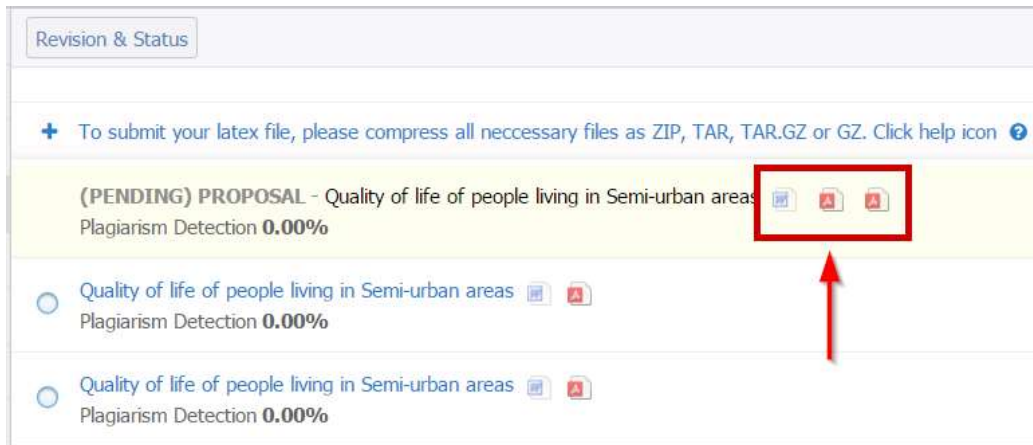 Revision & Status
To submit your latex file, please compress all neccessary files as ZIP, TAR, TAR.GZ or GZ. Click help icon
(PENDING) PROPOSAL - Quality of life of people living in Semi-urban areas
Plagiarism Detection 0.00%
Quality of life of people living in Semi-urban areas
Plagiarism Detection 0.00%
Quality of life of people living in Semi-urban areas
Plagiarism Detection 0.00%